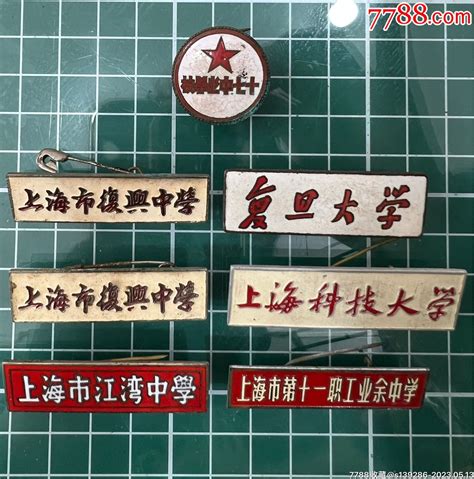 7788.com
上海市復興中學
复旦大学
上海市復興中學
上海科技大学
上海市江湾中學
上海市第十一职工业余中学
7788收藏@s139286-2023.05.13